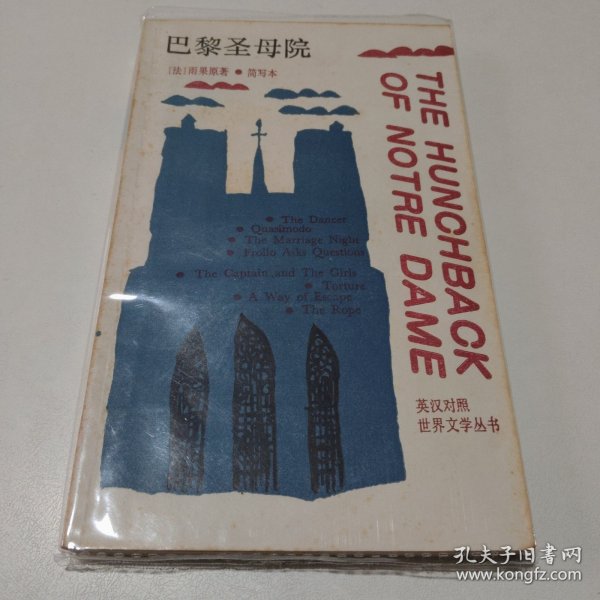 巴黎圣母院
[法]雨果原著 ● 简写本
THE HUNCHBACK
OF NOTRE DAME
● The Dancer
● Quasimodo
● The Marriage Night
● Frollo Asks Questions
● The Captain and The Girls
● Torture
● A Way of Escape
● The Rope
英汉对照
世界文学丛书
孔夫子旧书网
www.kongfz.com